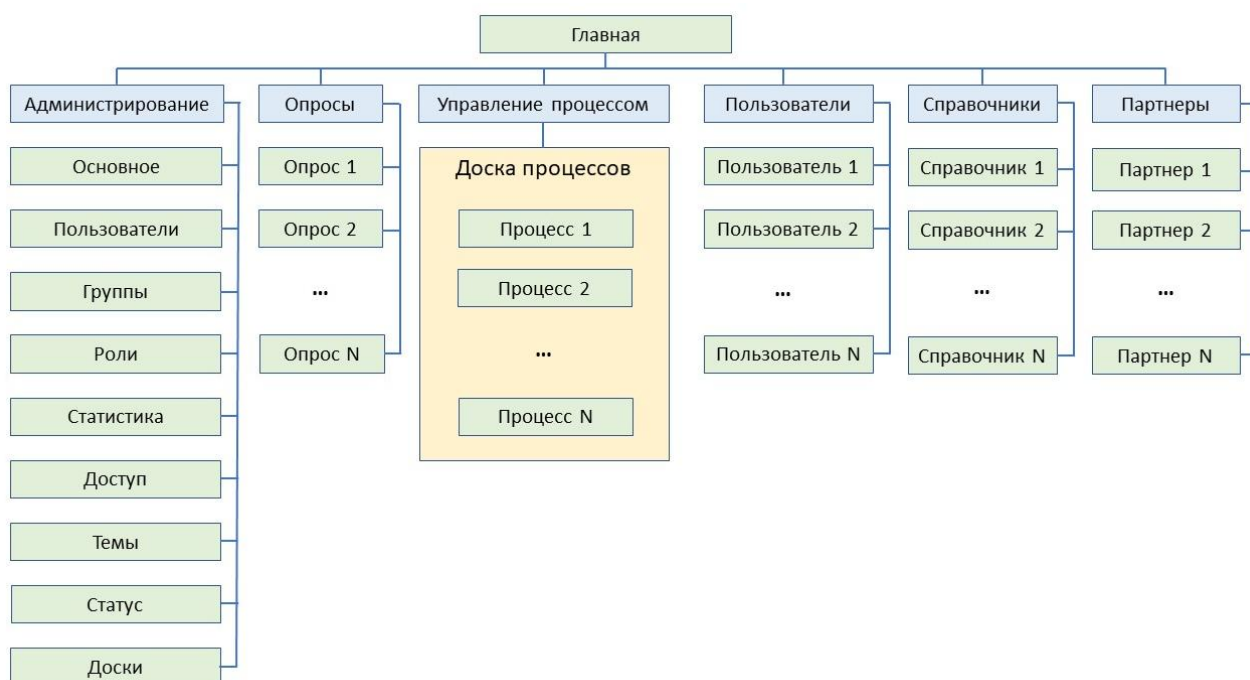 Главная
Администрирование
Опросы
Управление процессом
Пользователи
Справочники
Партнеры
Основное
Пользователи
Группы
Роли
Статистика
Доступ
Темы
Статус
Доски
Опрос 1
Опрос 2
...
Опрос N
Доска процессов
Процесс 1
Процесс 2
...
Процесс N
Пользователь 1
Пользователь 2
...
Пользователь N
Справочник 1
Справочник 2
...
Справочник N
Партнер 1
Партнер 2
...
Партнер N